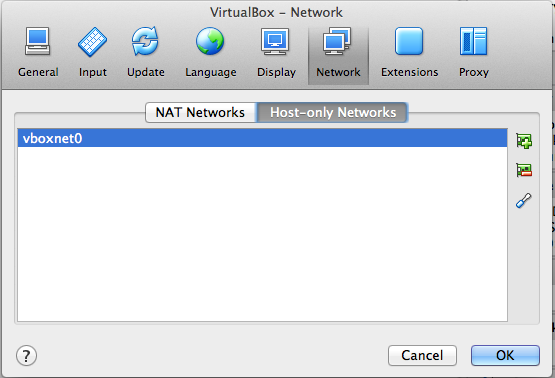 VirtualBox – Network
General Input Update Language Display Network Extensions Proxy
NAT Networks Host-only Networks
vboxnet0
? Cancel OK